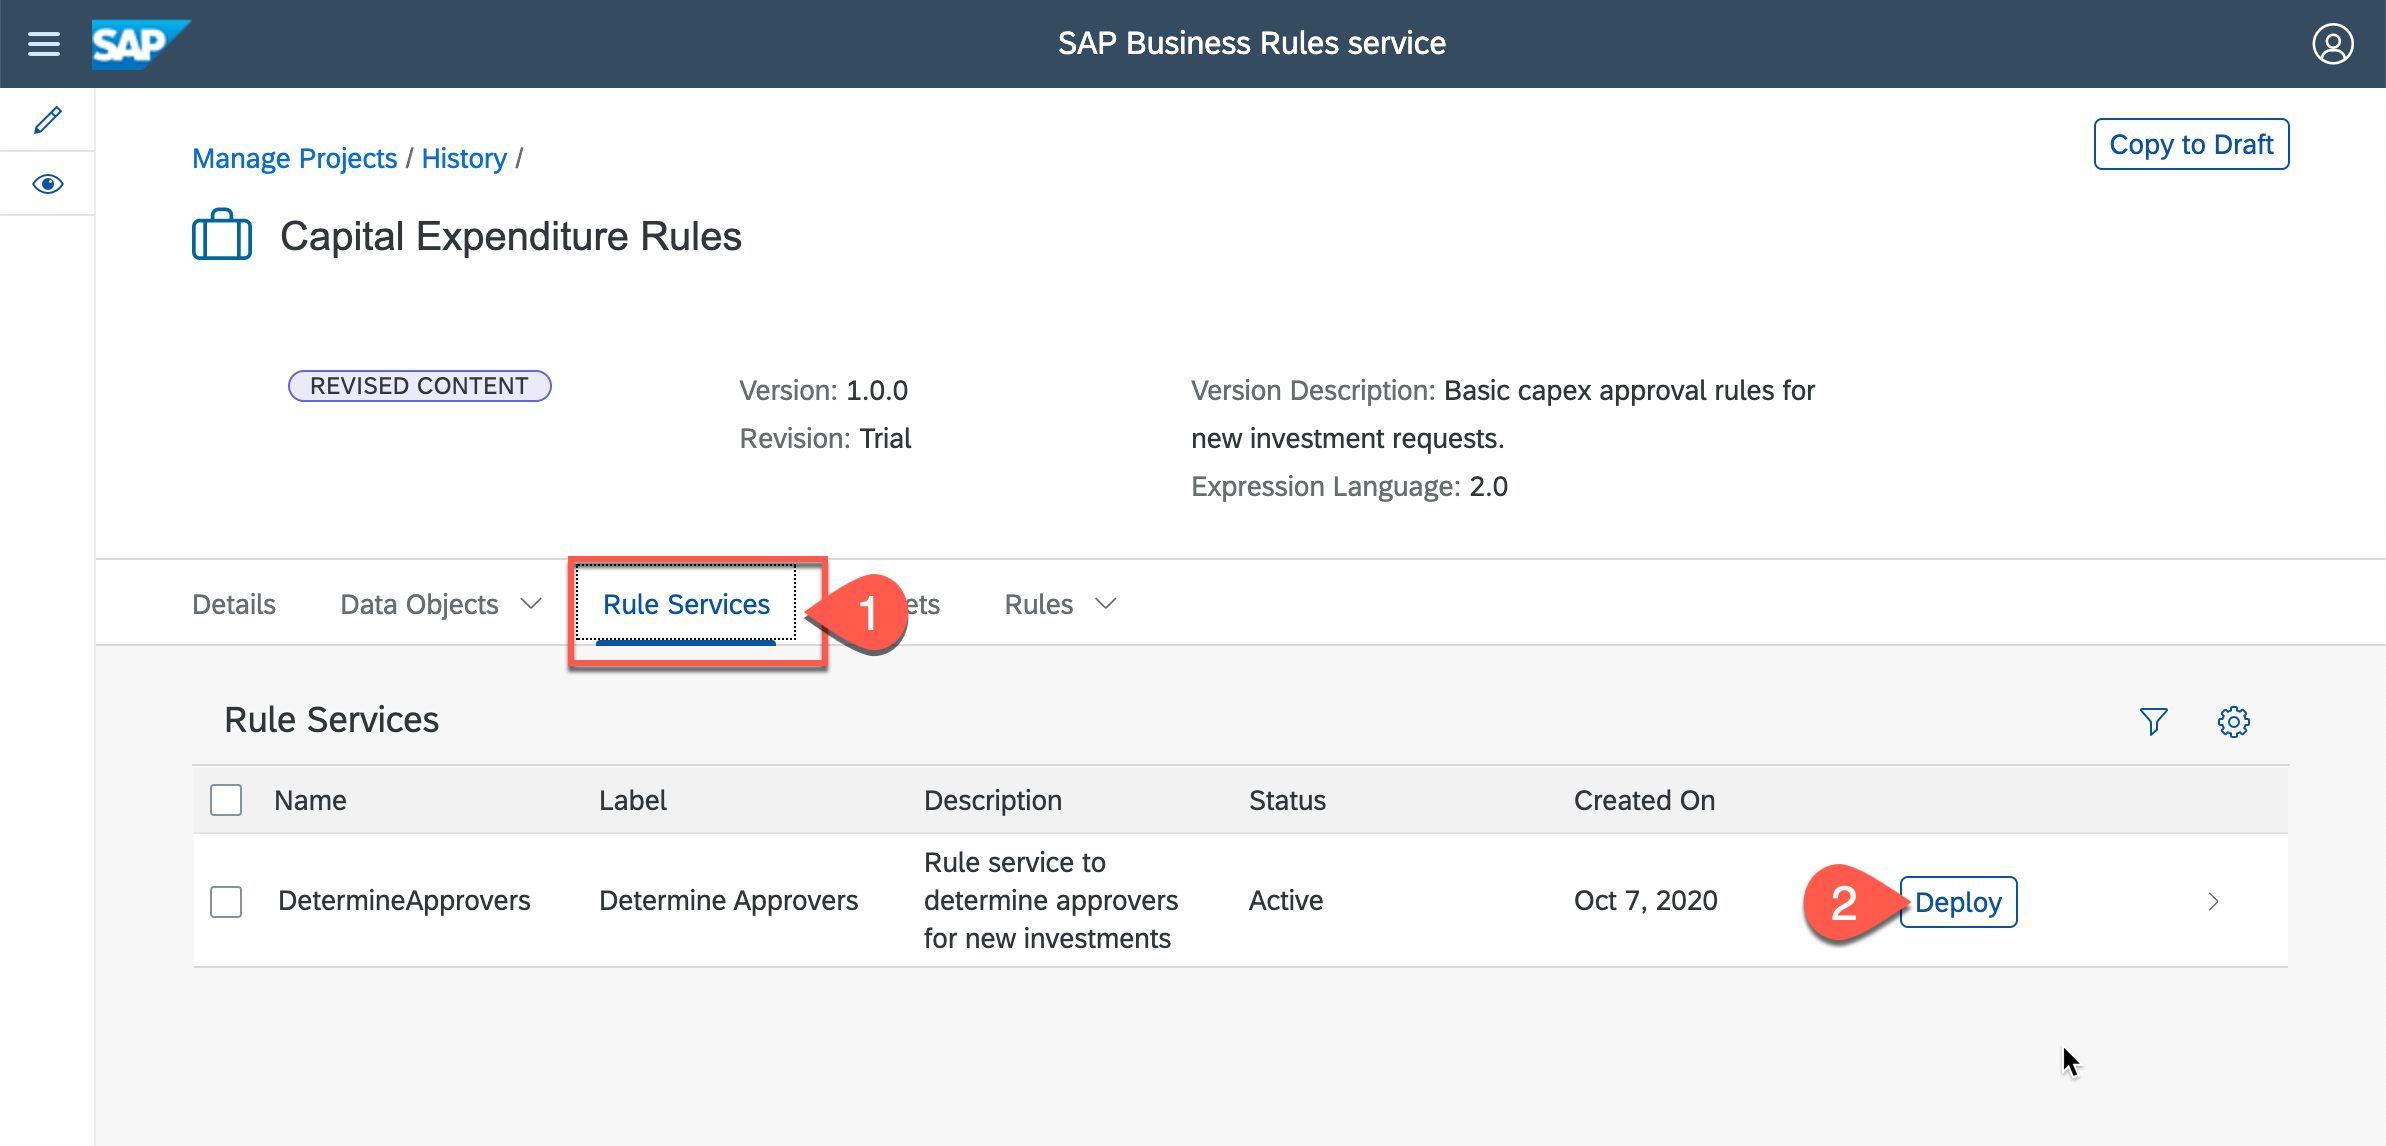 SAP SAP Business Rules service
Manage Projects / History /
Copy to Draft
Capital Expenditure Rules
REVISED CONTENT
Version: 1.0.0
Revision: Trial
Version Description: Basic capex approval rules for
new investment requests.
Expression Language: 2.0
Details Data Objects Rule Services 1 ets Rules
Rule Services
Name Label Description Status Created On
DetermineApprovers Determine Approvers
Rule service to
determine approvers
for new investments
Active Oct 7, 2020 2 Deploy